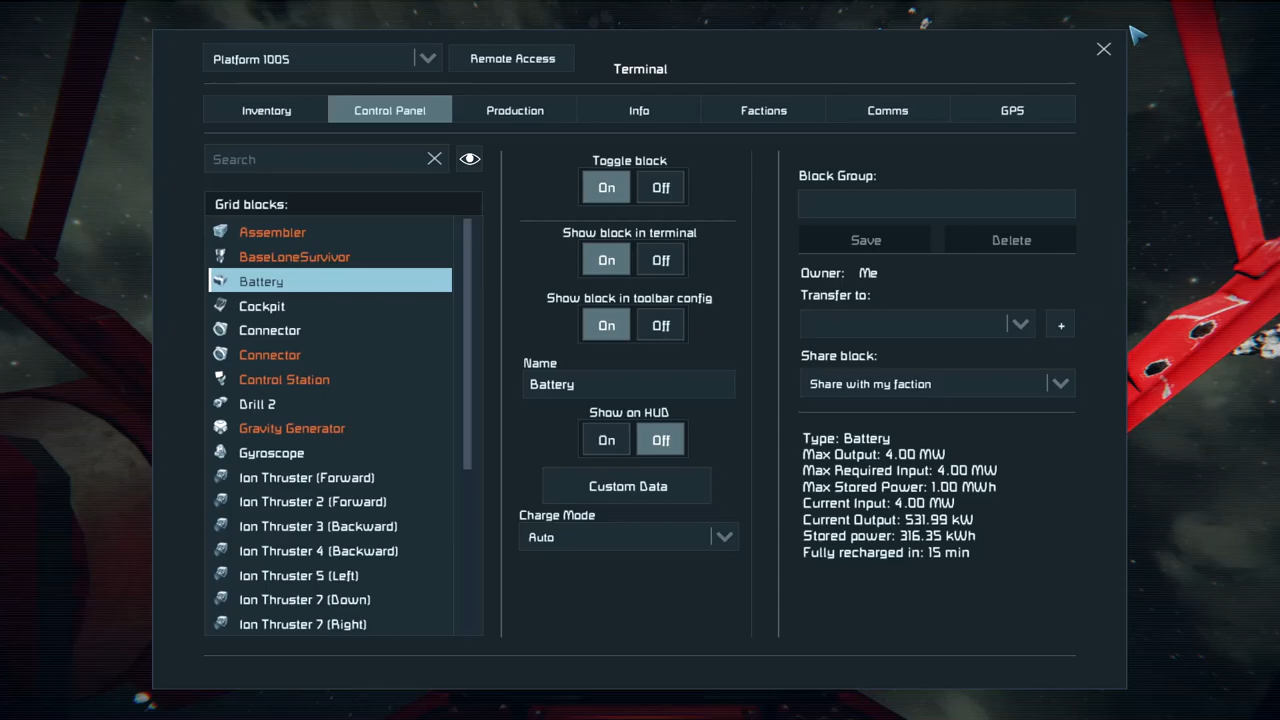 Platform 1005
Remote Access
Terminal
Inventory
Control Panel
Production
Info
Factions
Comms
GPS
Search
Grid blocks:
Assembler
BaseLoneSurvivor
Battery
Cockpit
Connector
Connector
Control Station
Drill 2
Gravity Generator
Gyroscope
Ion Thruster (Forward)
Ion Thruster 2 (Forward)
Ion Thruster 3 (Backward)
Ion Thruster 4 (Backward)
Ion Thruster 5 (Left)
Ion Thruster 7 (Down)
Ion Thruster 7 (Right)
Toggle block
On Off
Show block in terminal
On Off
Show block in toolbar config
On Off
Name
Battery
Show on HUD
On Off
Custom Data
Charge Mode
Auto
Block Group:
Save
Delete
Owner: Me
Transfer to:
+
Share block:
Share with my faction
Type: Battery
Max Output: 4.00 MW
Max Required Input: 4.00 MW
Max Stored Power: 1.00 MWh
Current Input: 4.00 MW
Current Output: 531.99 kW
Stored power: 316.35 kWh
Fully recharged in: 15 min